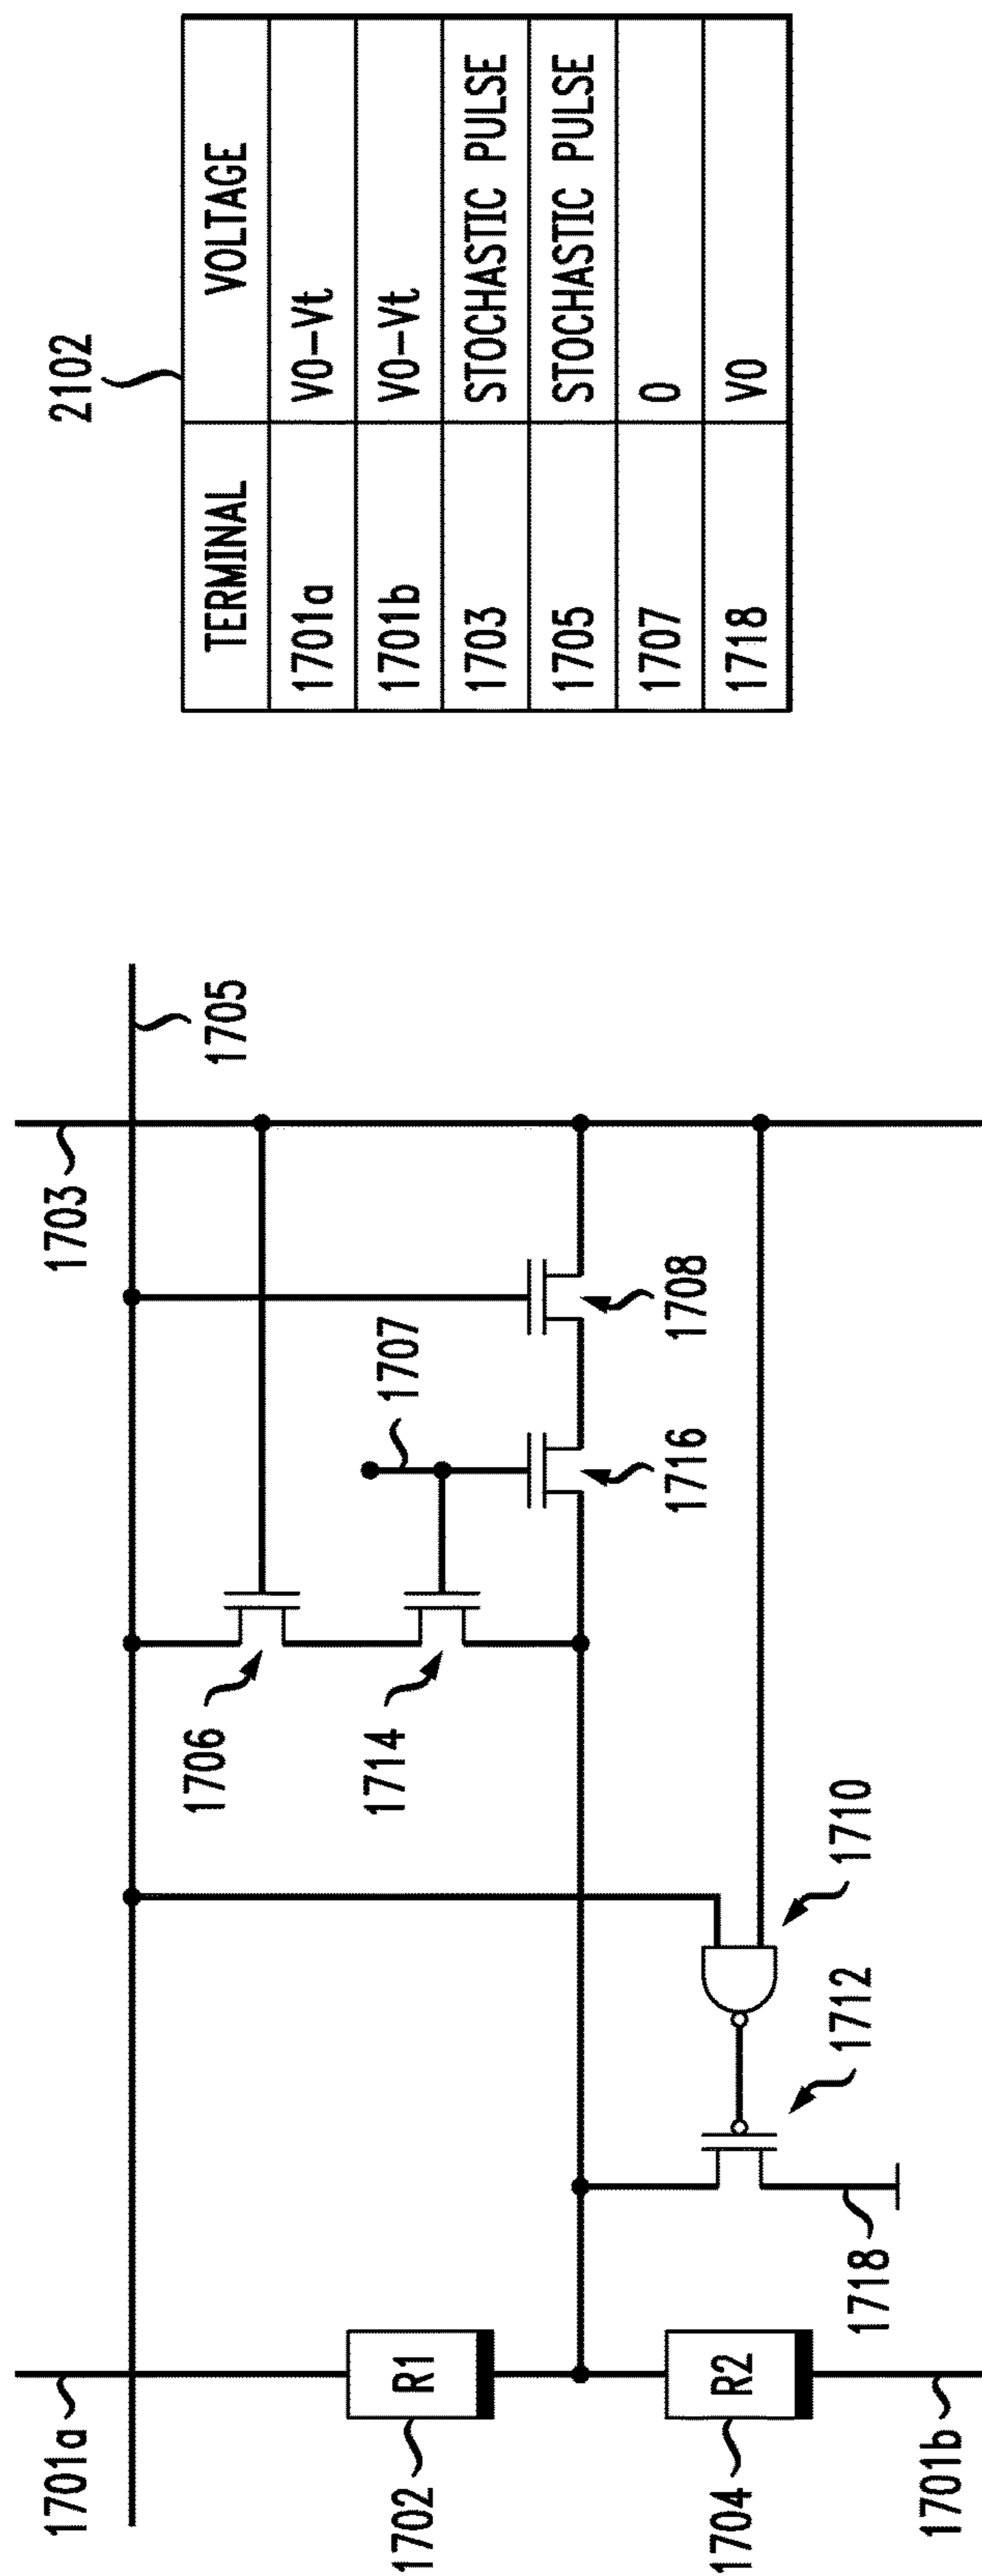 2102
TERMINAL VOLTAGE
1701a V0-Vt
1701b V0-Vt
1703 STOCHASTIC PULSE
1705 STOCHASTIC PULSE
1707 0
1718 V0
1701a
1703
1705
1702
R1
1706
1714
1707
1716
1708
1704
R2
1718
1712
1710
1701b